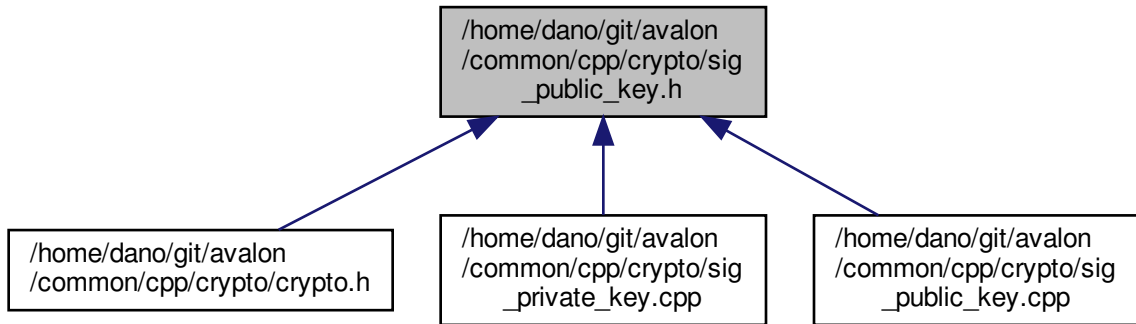 /home/dano/git/avalon
/common/cpp/crypto/sig
_public_key.h
/home/dano/git/avalon
/common/cpp/crypto/crypto.h
/home/dano/git/avalon
/common/cpp/crypto/sig
_private_key.cpp
/home/dano/git/avalon
/common/cpp/crypto/sig
_public_key.cpp